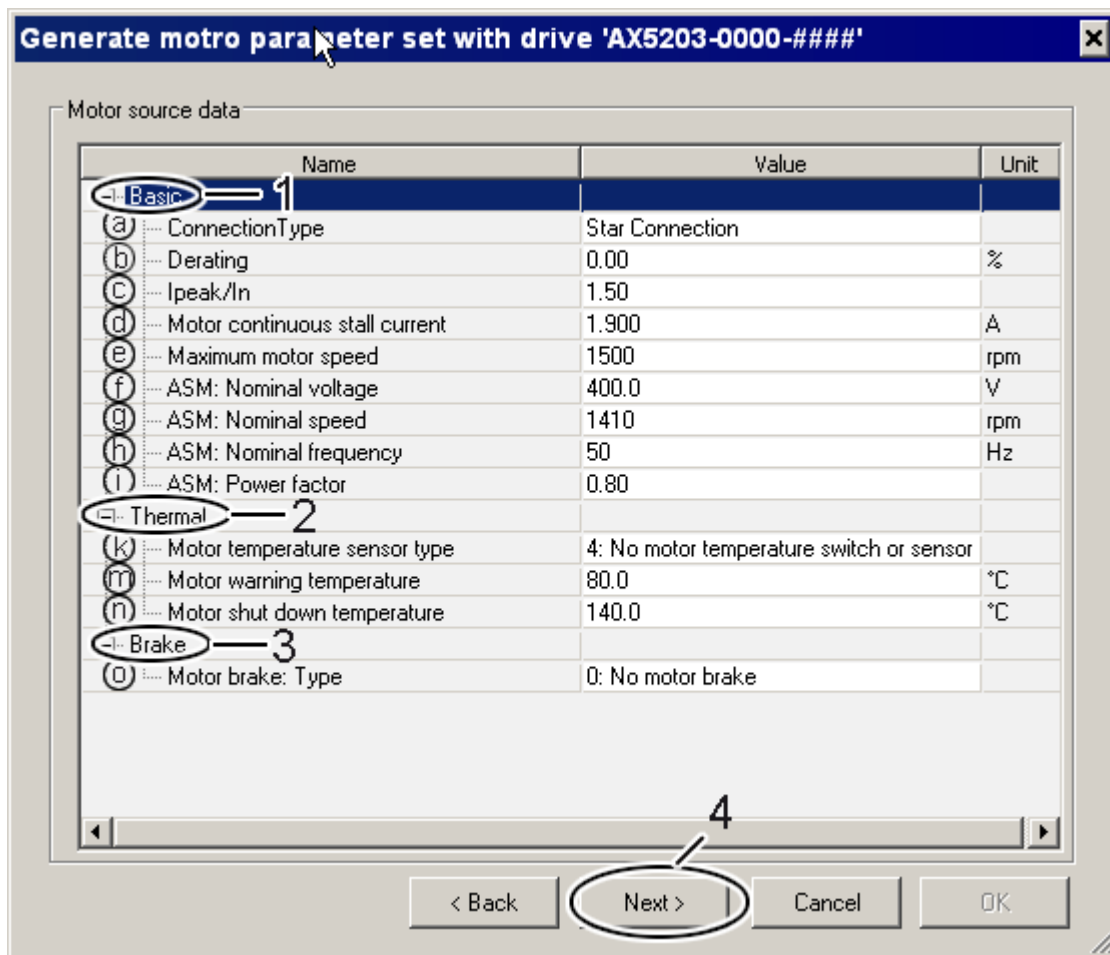 Generate motro parameter set with drive 'AX5203-0000-####'
Motor source data
Name Value Unit
Basic 1
a ConnectionType Star Connection
b Derating 0.00 %
c Ipeak/In 1.50
d Motor continuous stall current 1.900 A
e Maximum motor speed 1500 rpm
f ASM: Nominal voltage 400.0 V
g ASM: Nominal speed 1410 rpm
h ASM: Nominal frequency 50 Hz
i ASM: Power factor 0.80
Thermal 2
k Motor temperature sensor type 4: No motor temperature switch or sensor
m Motor warning temperature 80.0 °C
n Motor shut down temperature 140.0 °C
Brake 3
o Motor brake: Type 0: No motor brake
4
< Back Next > Cancel OK